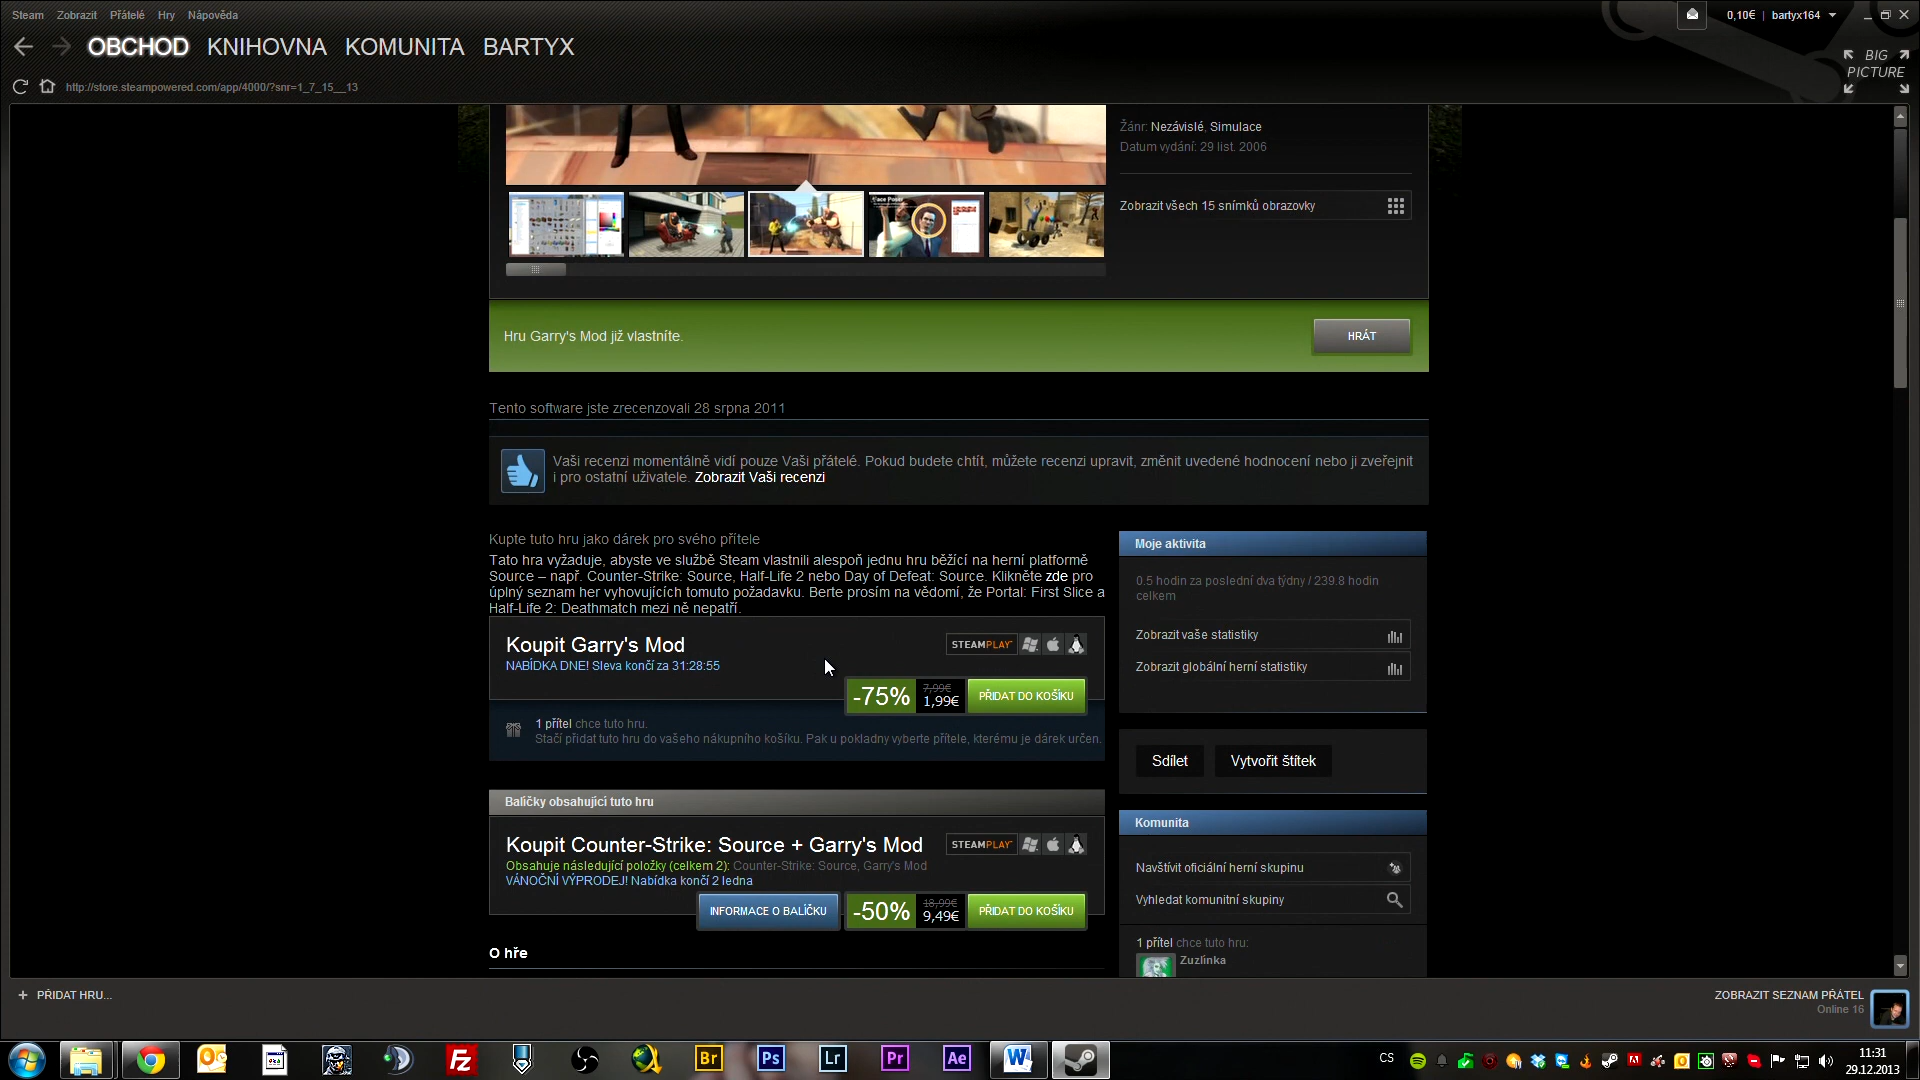 Steam Zobrazit Přátelé Hry Nápověda
0,10€ | bartyx164
OBCHOD KNIHOVNA KOMUNITA BARTYX
BIG PICTURE
http://store.steampowered.com/app/4000/?snr=1_7_15__13
Žánr: Nezávislé, Simulace
Datum vydání: 29 list. 2006
Zobrazit všech 15 snímků obrazovky
Face Poser
Hru Garry's Mod již vlastníte.
HRÁT
Tento software jste zrecenzovali 28 srpna 2011
Vaši recenzi momentálně vidí pouze Vaši přátelé. Pokud budete chtít, můžete recenzi upravit, změnit uvedené hodnocení nebo ji zveřejnit
i pro ostatní uživatele. Zobrazit Vaši recenzi
Kupte tuto hru jako dárek pro svého přítele
Tato hra vyžaduje, abyste ve službě Steam vlastnili alespoň jednu hru běžící na herní platformě
Source – např. Counter-Strike: Source, Half-Life 2 nebo Day of Defeat: Source. Klikněte zde pro
úplný seznam her vyhovujících tomuto požadavku. Berte prosím na vědomí, že Portal: First Slice a
Half-Life 2: Deathmatch mezi ně nepatří.
Koupit Garry's Mod
STEAMPLAY
NABÍDKA DNE! Sleva končí za 31:28:55
-75% 7,99€ 1,99€ PŘIDAT DO KOŠÍKU
1 přítel chce tuto hru.
Stačí přidat tuto hru do vašeho nákupního košíku. Pak u pokladny vyberte přítele, kterému je dárek určen.
Balíčky obsahující tuto hru
Koupit Counter-Strike: Source + Garry's Mod
STEAMPLAY
Obsahuje následující položky (celkem 2): Counter-Strike: Source, Garry's Mod
VÁNOČNÍ VÝPRODEJ! Nabídka končí 2 ledna
INFORMACE O BALÍČKU -50% 18,99€ 9,49€ PŘIDAT DO KOŠÍKU
O hře
Moje aktivita
0.5 hodin za poslední dva týdny / 239.8 hodin
celkem
Zobrazit vaše statistiky
Zobrazit globální herní statistiky
Sdílet Vytvořit štítek
Komunita
Navštívit oficiální herní skupinu
Vyhledat komunitní skupiny
1 přítel chce tuto hru:
Zuzlinka
+ PŘIDAT HRU...
ZOBRAZIT SEZNAM PŘÁTEL
Online 16
Fz Br Ps Lr Pr Ae W
CS
11:31
29.12.2013